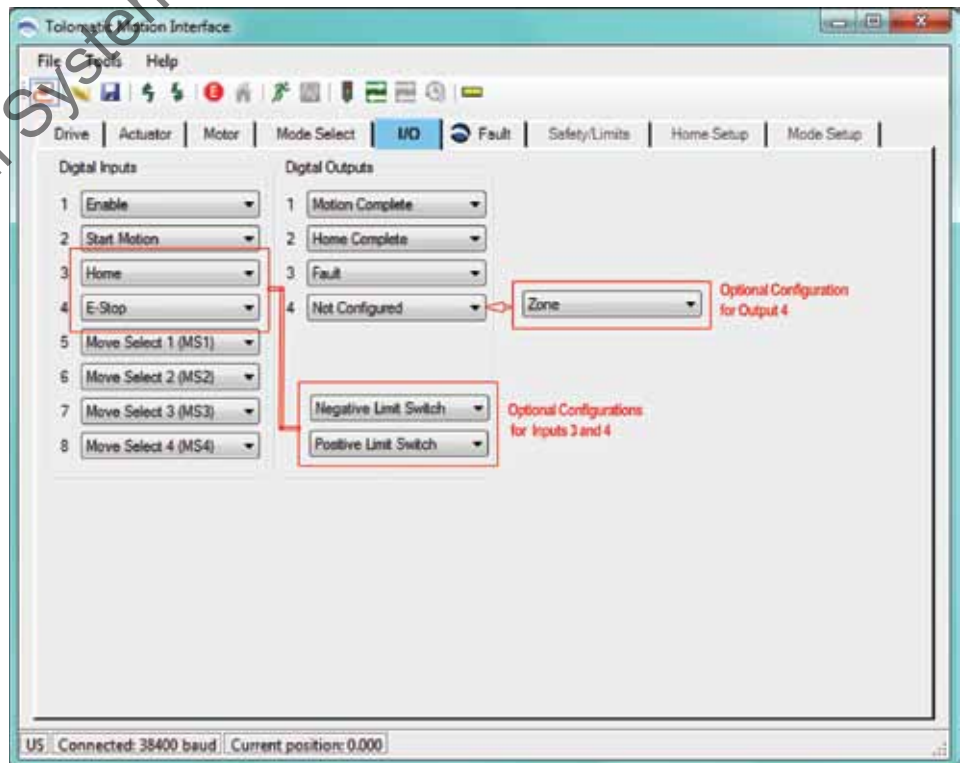 Tolomatic Motion Interface
File Tools Help
Drive Actuator Motor Mode Select I/O Fault Safety/Limits Home Setup Mode Setup
Digital Inputs Digital Outputs
1 Enable 1 Motion Complete
2 Start Motion 2 Home Complete
3 Home 3 Fault
4 E-Stop 4 Not Configured Zone
Optional Configuration
for Output 4
5 Move Select 1 (MS1)
6 Move Select 2 (MS2)
7 Move Select 3 (MS3) Negative Limit Switch
8 Move Select 4 (MS4) Positive Limit Switch
Optional Configurations
for Inputs 3 and 4
US Connected: 38400 baud Current position: 0.000
System